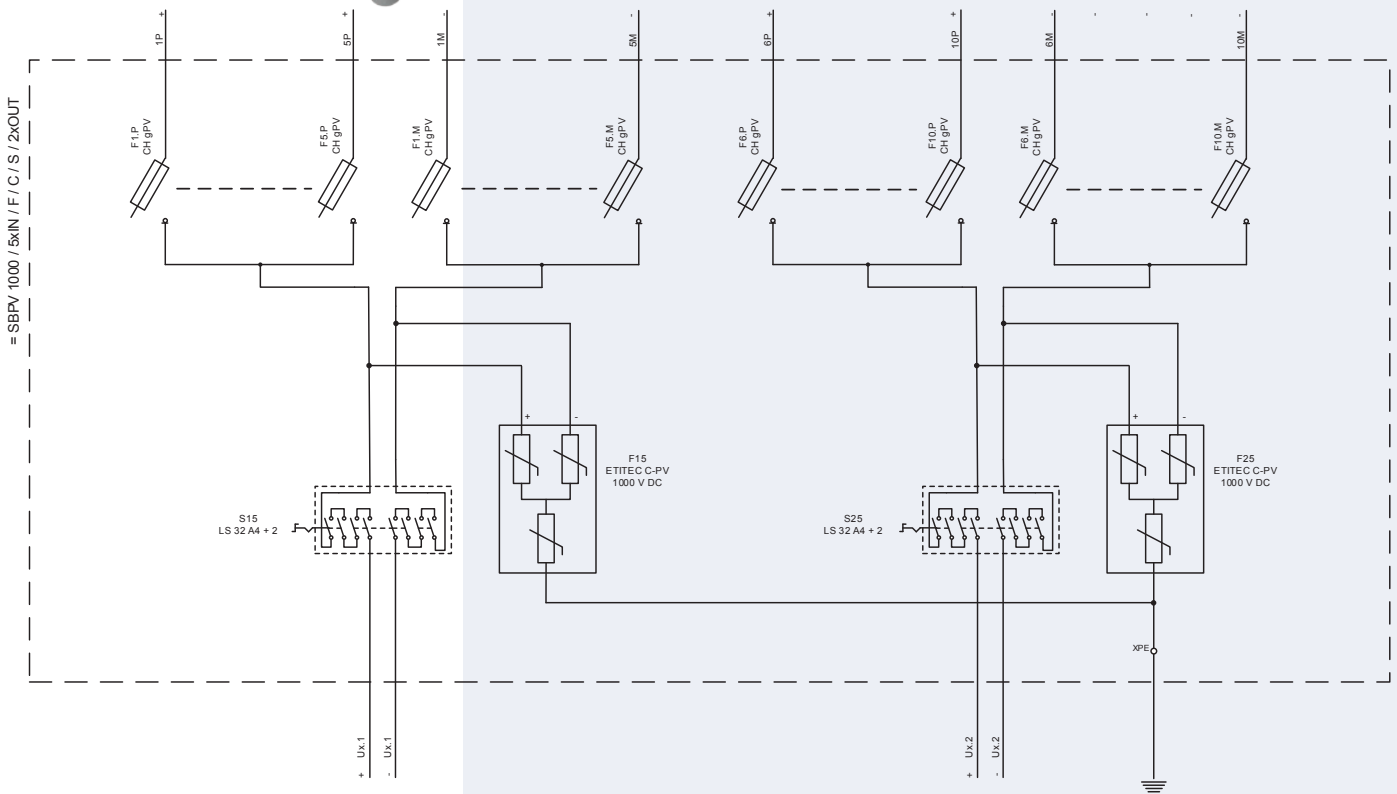 +
1P
+
5P
-
1M
-
5M
+
6P
+
10P
-
6M
-
-
-
-
10M
= SBPV 1000 / 5xIN / F / C / S / 2xOUT
F1.P
CH gPV
F5.P
CH gPV
F1.M
CH gPV
F5.M
CH gPV
F6.P
CH gPV
F10.P
CH gPV
F6.M
CH gPV
F10.M
CH gPV
+
-
+
-
F15
ETITEC C-PV
1000 V DC
F25
ETITEC C-PV
1000 V DC
S15
LS 32 A4 + 2
S25
LS 32 A4 + 2
XPE
+ Ux.1
- Ux.1
+ Ux.2
- Ux.2